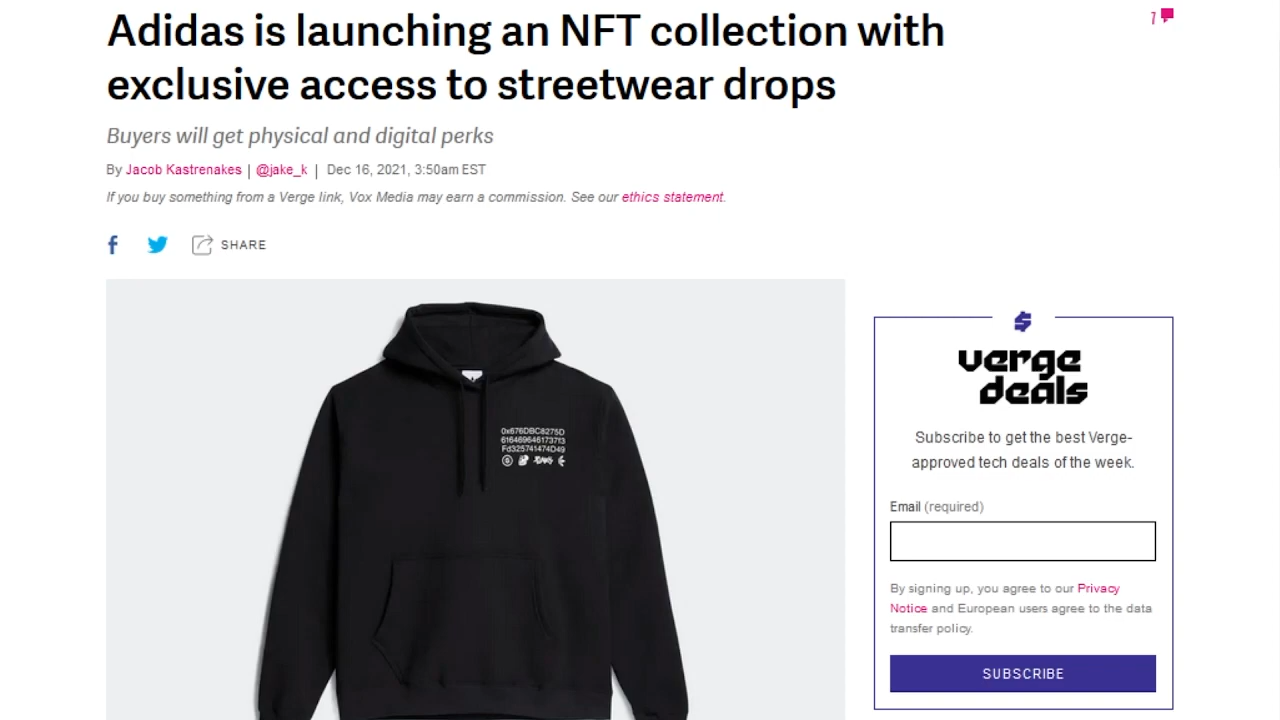 Adidas is launching an NFT collection with
exclusive access to streetwear drops
7
Buyers will get physical and digital perks
By Jacob Kastrenakes | @jake_k | Dec 16, 2021, 3:50am EST
If you buy something from a Verge link, Vox Media may earn a commission. See our ethics statement.
SHARE
0x676DBC8275D
61646964617373
Fd325741474D49
$
verge
deals
Subscribe to get the best Verge-
approved tech deals of the week.
Email (required)
By signing up, you agree to our Privacy
Notice and European users agree to the data
transfer policy.
SUBSCRIBE